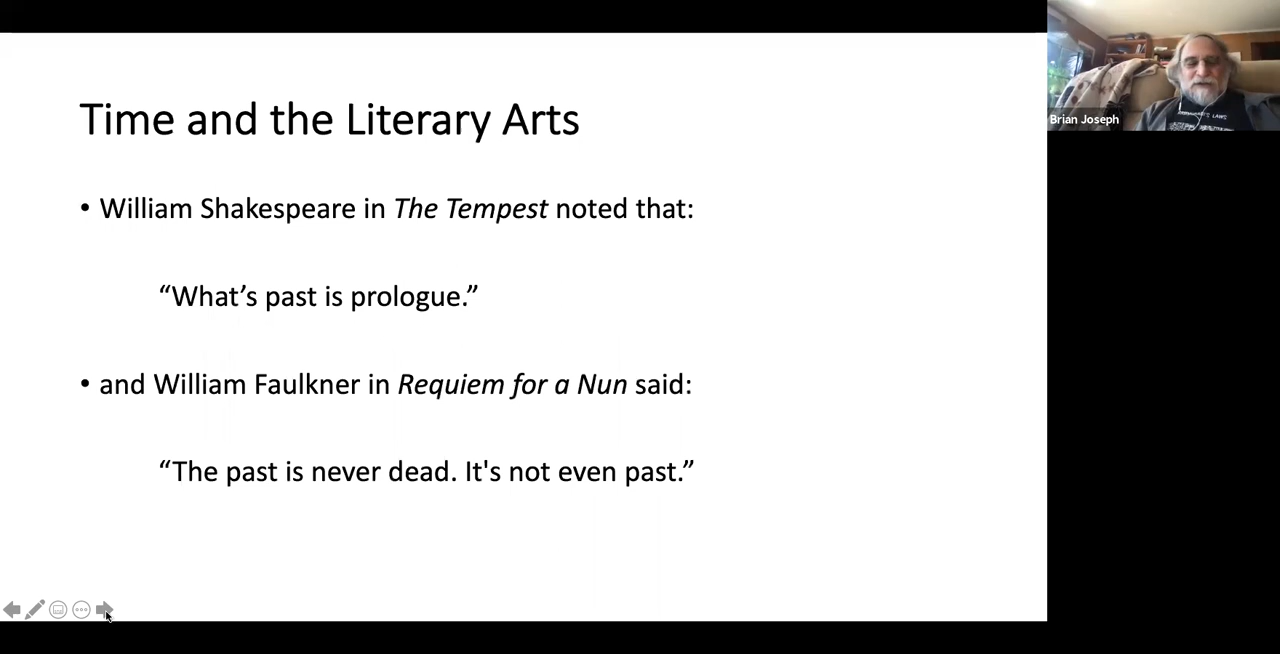 Time and the Literary Arts
• William Shakespeare in The Tempest noted that:
“What’s past is prologue.”
• and William Faulkner in Requiem for a Nun said:
“The past is never dead. It's not even past.”
Brian Joseph
LAWS